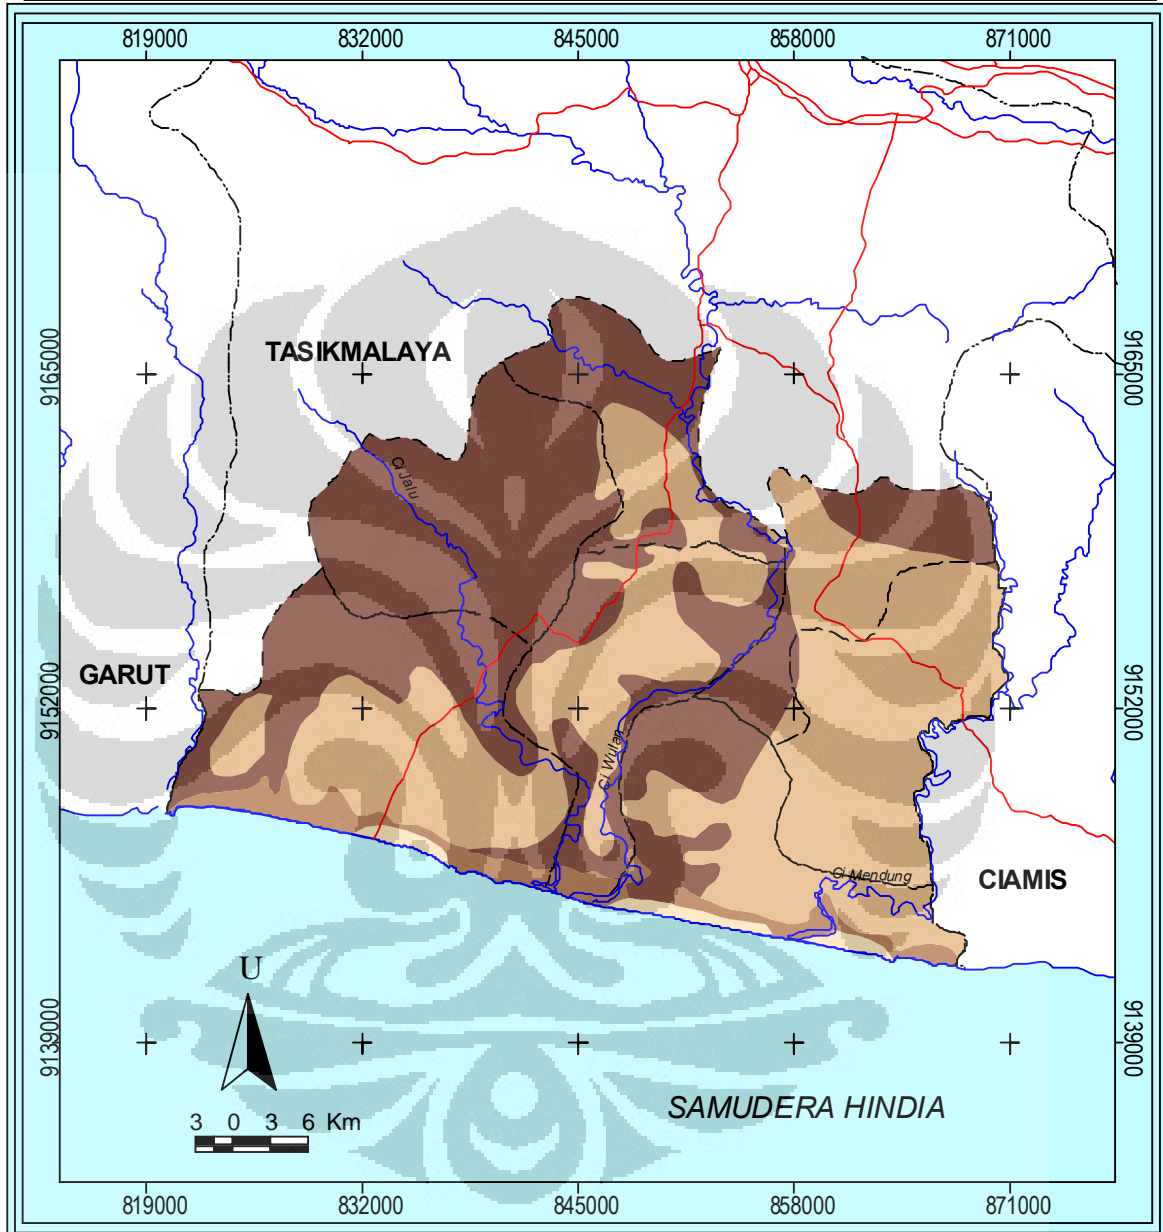 819000 832000 845000 858000 871000
TASIKMALAYA
9165000 9165000
Ci Jalu
GARUT
9152000 9152000
Ci Wulan
Ci Mendung
CIAMIS
U
9139000 9139000
3 0 3 6 Km
SAMUDERA HINDIA
819000 832000 845000 858000 871000